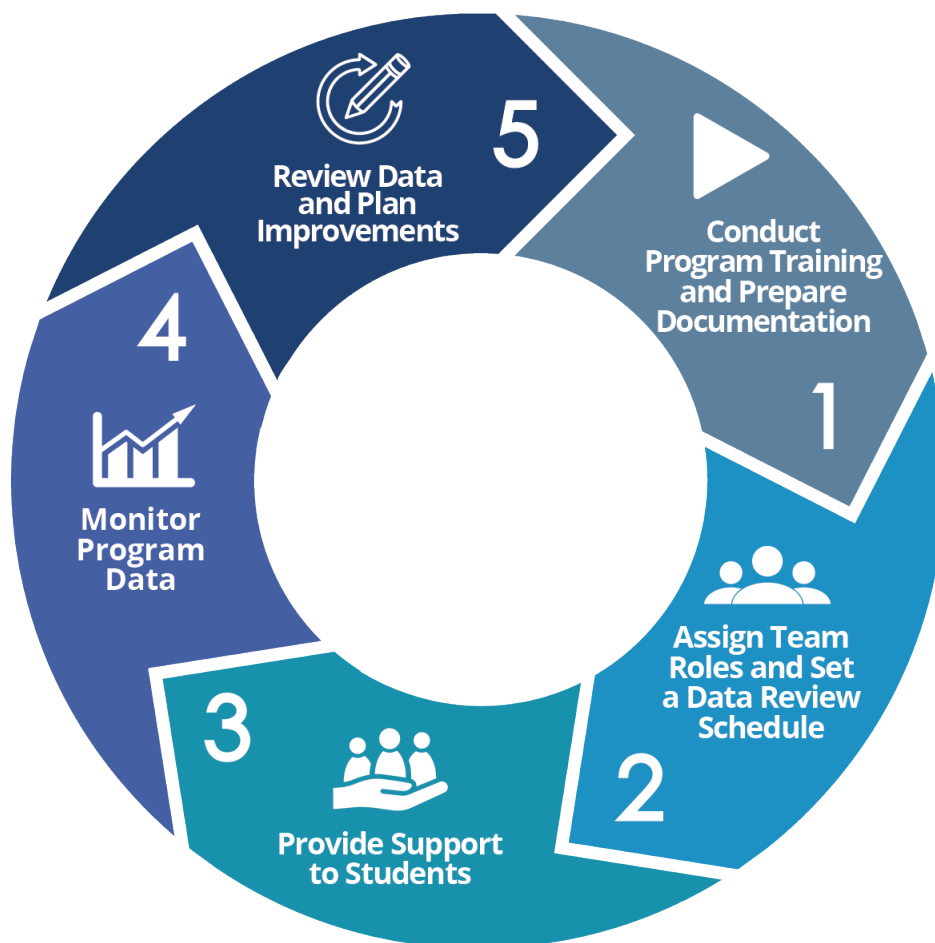 Conduct
Program Training
and Prepare
Documentation
1
Assign Team
Roles and Set
a Data Review
Schedule
2
3
Provide Support
to Students
4
Monitor
Program
Data
5
Review Data
and Plan
Improvements